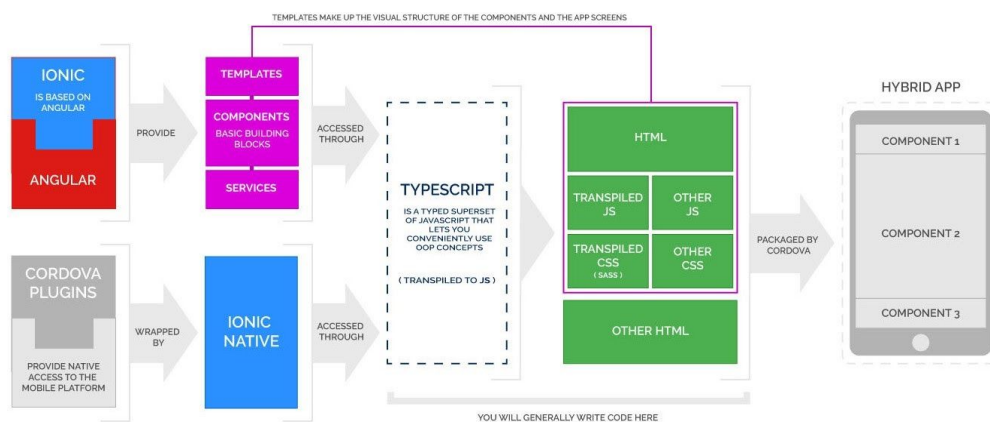 TEMPLATES MAKE UP THE VISUAL STRUCTURE OF THE COMPONENTS AND THE APP SCREENS
IONIC
IS BASED ON
ANGULAR
ANGULAR
PROVIDE
TEMPLATES
COMPONENTS
BASIC BUILDING
BLOCKS
SERVICES
ACCESSED
THROUGH
CORDOVA
PLUGINS
PROVIDE NATIVE
ACCESS TO THE
MOBILE PLATFORM
WRAPPED
BY
IONIC
NATIVE
ACCESSED
THROUGH
TYPESCRIPT
IS A TYPED SUPERSET
OF JAVASCRIPT THAT
LETS YOU
CONVENIENTLY USE
OOP CONCEPTS
( TRANSPILED TO JS )
HTML
TRANSPILED
JS
OTHER
JS
TRANSPILED
CSS
( SASS )
OTHER
CSS
OTHER HTML
YOU WILL GENERALLY WRITE CODE HERE
PACKAGED BY
CORDOVA
HYBRID APP
COMPONENT 1
COMPONENT 2
COMPONENT 3